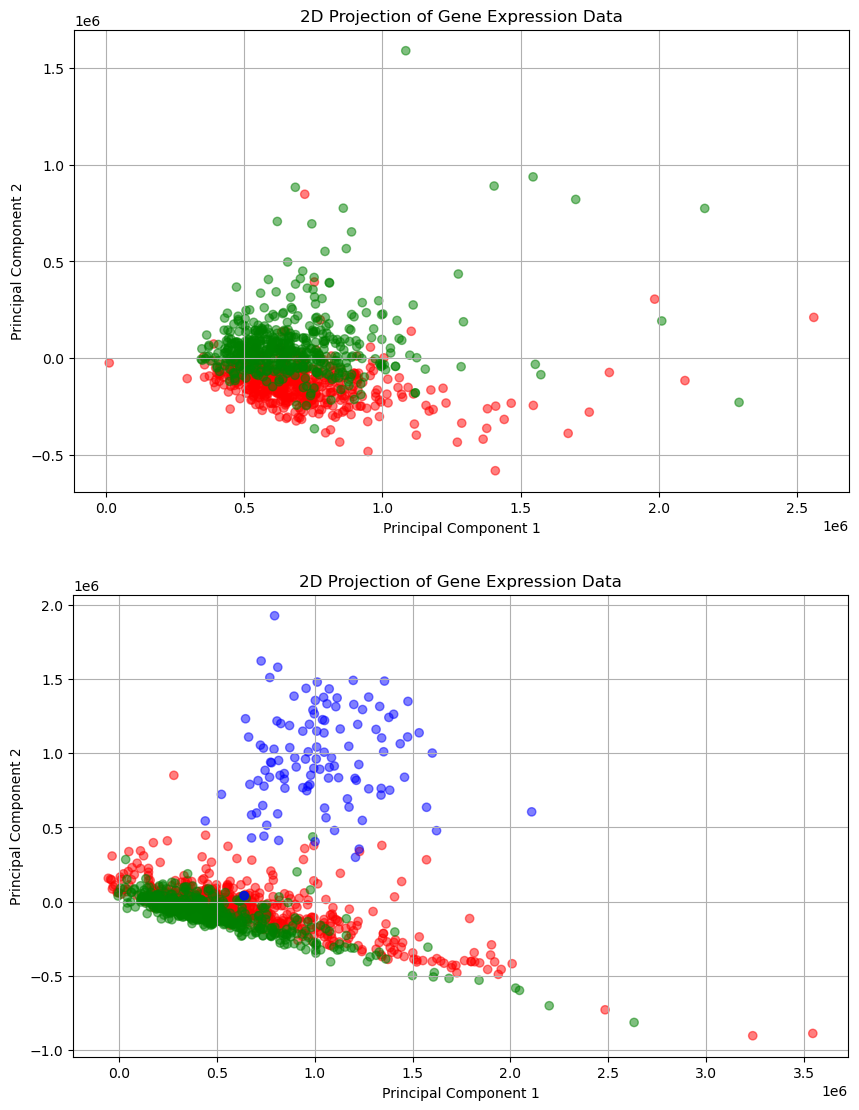 2D Projection of Gene Expression Data
1e6
1.5
1.0
0.5
0.0
−0.5
Principal Component 2
0.0 0.5 1.0 1.5 2.0 2.5
1e6
Principal Component 1
2D Projection of Gene Expression Data
1e6
2.0
1.5
1.0
0.5
0.0
−0.5
−1.0
Principal Component 2
0.0 0.5 1.0 1.5 2.0 2.5 3.0 3.5
1e6
Principal Component 1